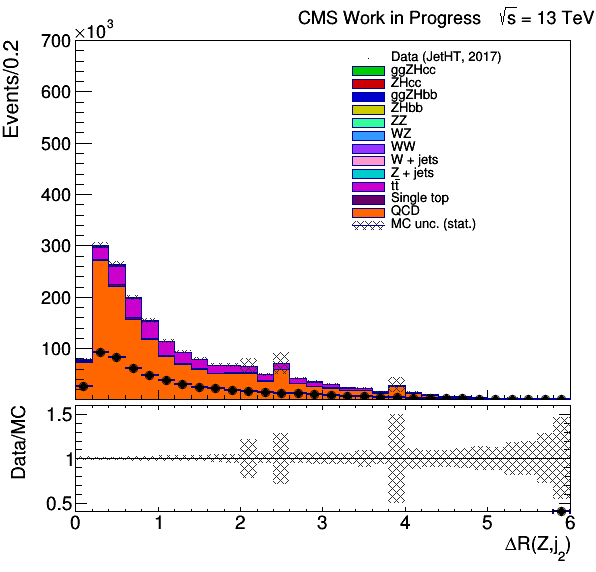 CMS Work in Progress √s = 13 TeV
×10³
Events/0.2
700
600
500
400
300
200
100
Data (JetHT, 2017)
ggZHcc
ZHcc
ggZHbb
ZHbb
ZZ
WZ
WW
W + jets
Z + jets
tt̄
Single top
QCD
MC unc. (stat.)
Data/MC
1.5
1
0.5
0 1 2 3 4 5 6
ΔR(Z,j₂)